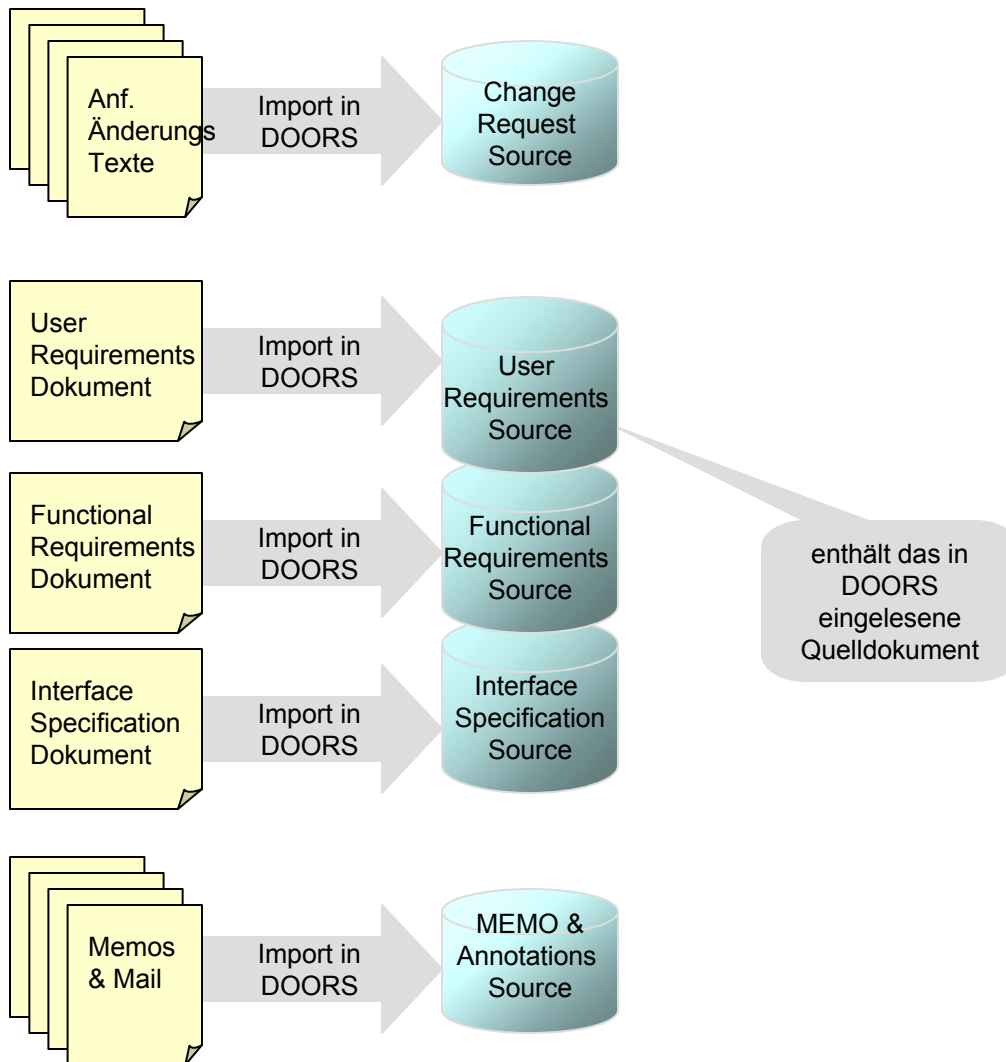 Anf.
Änderungs
Texte
Import in
DOORS
Change
Request
Source
User
Requirements
Dokument
Import in
DOORS
User
Requirements
Source
Functional
Requirements
Dokument
Import in
DOORS
Functional
Requirements
Source
enthält das in
DOORS
eingelesene
Quelldokument
Interface
Specification
Dokument
Import in
DOORS
Interface
Specification
Source
Memos
& Mail
Import in
DOORS
MEMO &
Annotations
Source